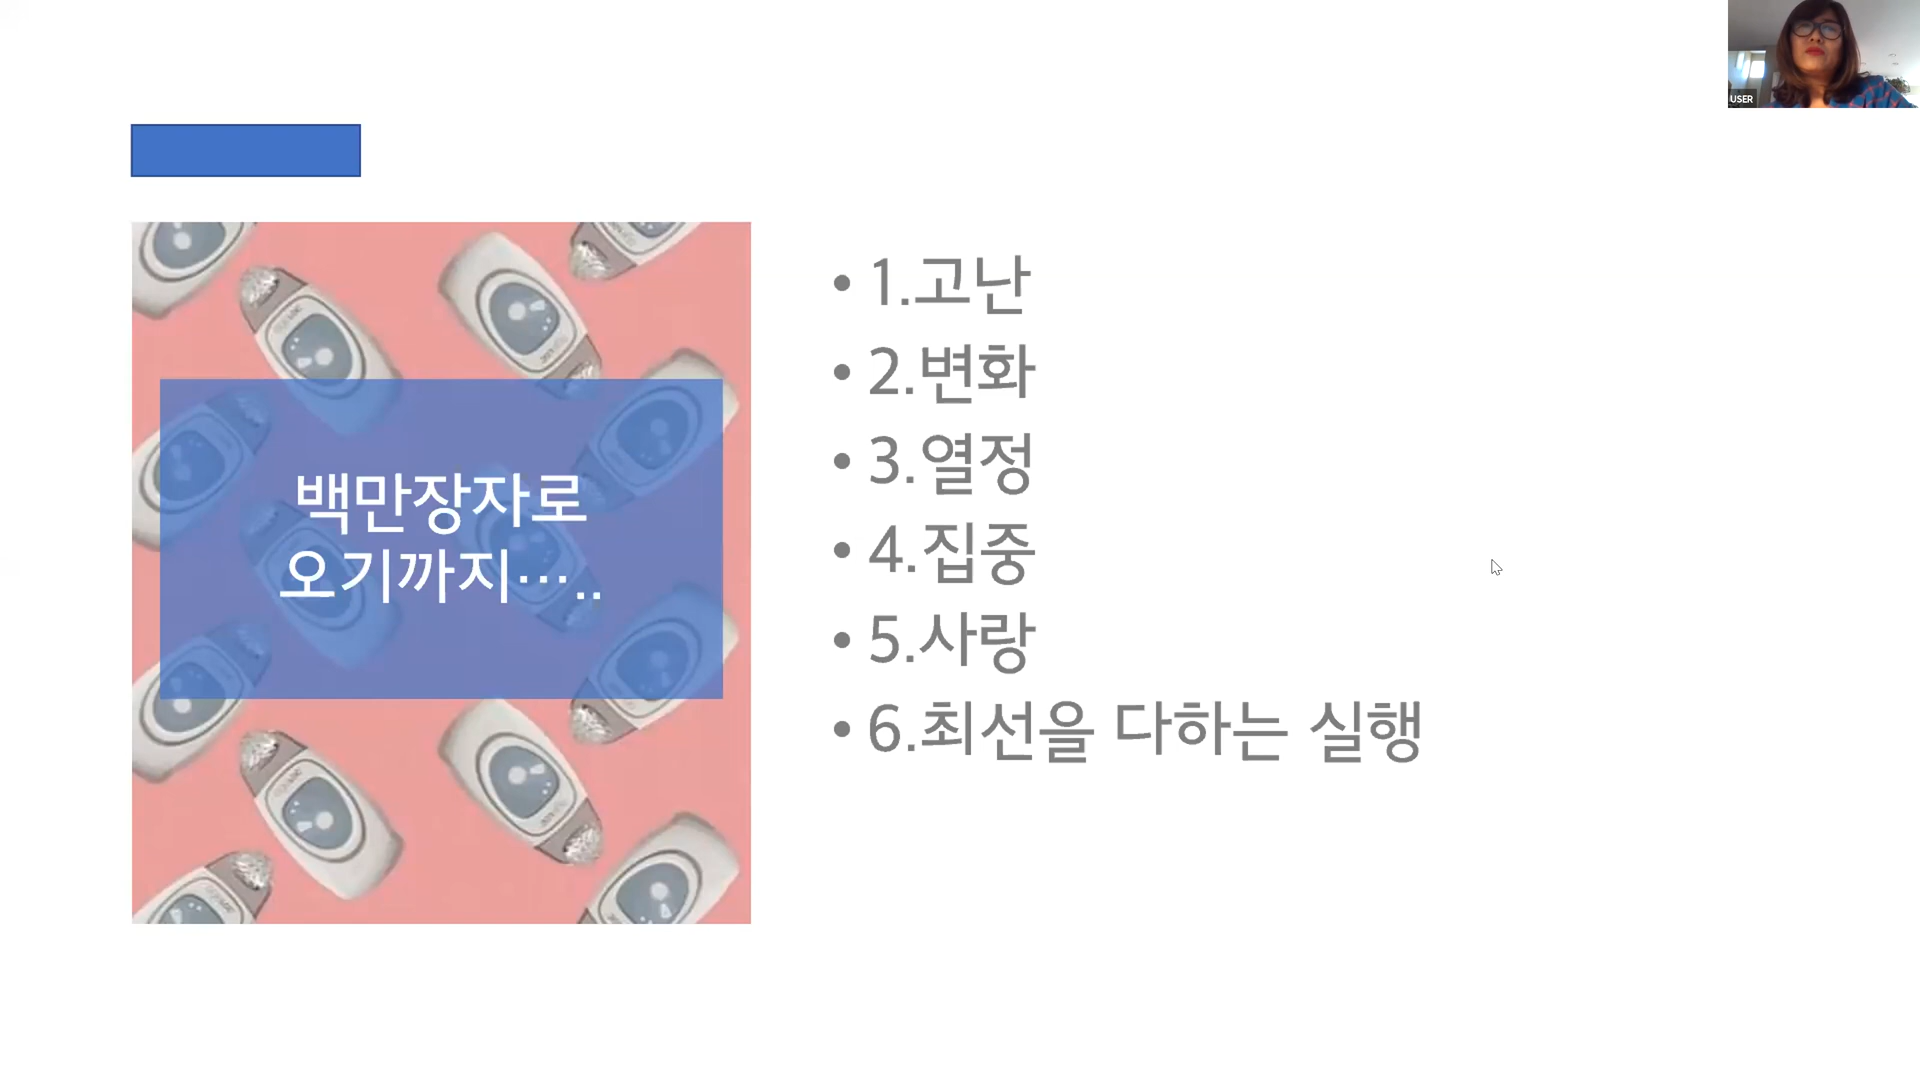 USER
백만장자로
오기까지…..
• 1.고난
• 2.변화
• 3.열정
• 4.집중
• 5.사랑
• 6.최선을 다하는 실행